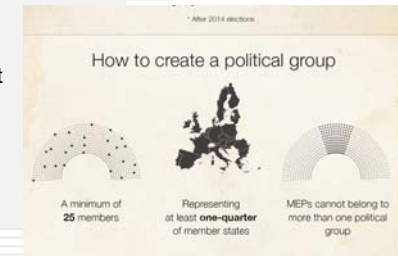 * After 2014 elections
How to create a political group
A minimum of
25 members
Representing
at least one-quarter
of member states
MEPs cannot belong to
more than one political
group